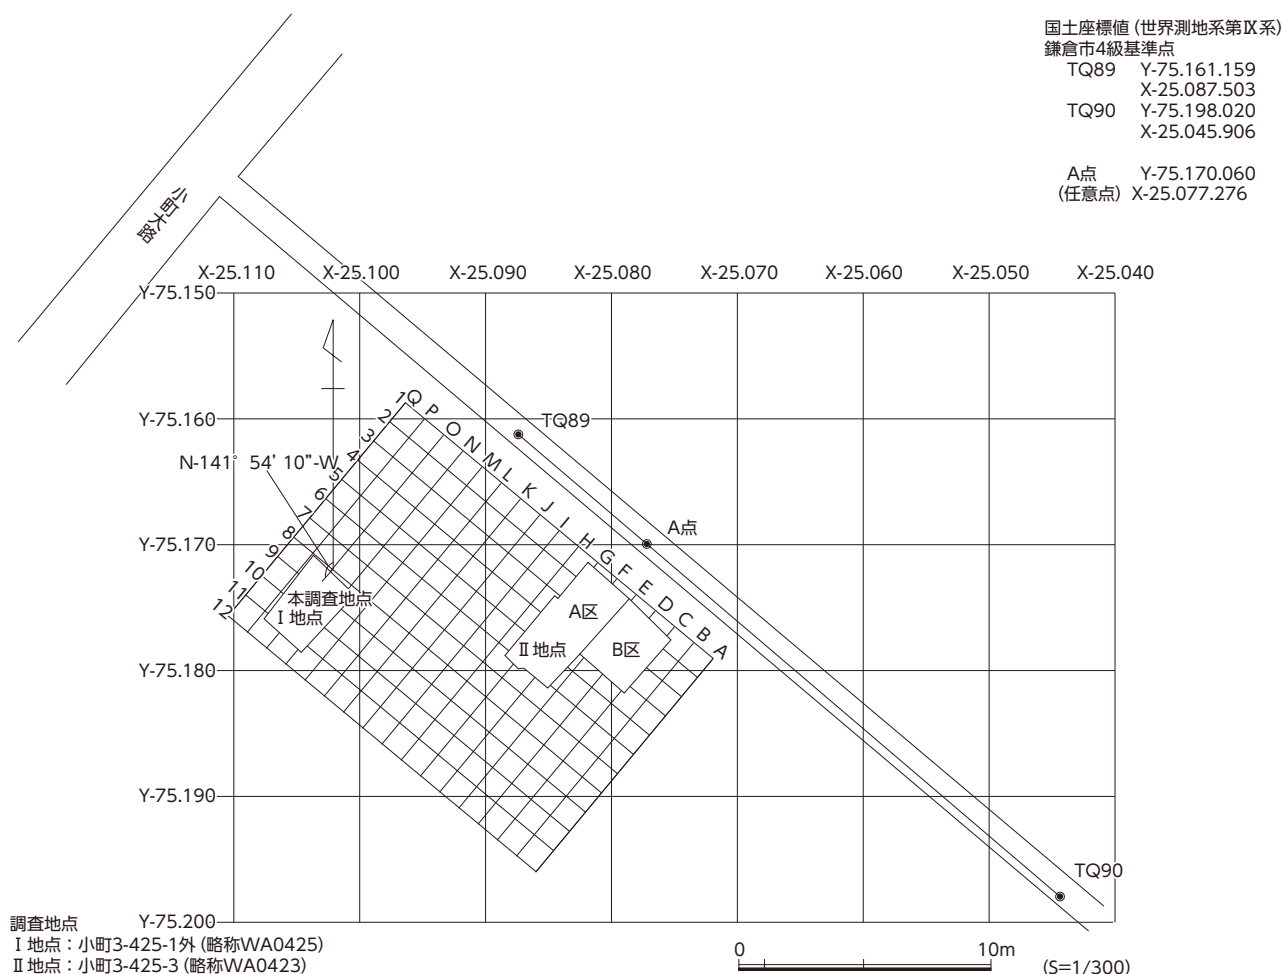 国土座標値 (世界測地系第Ⅸ系)
鎌倉市4級基準点
TQ89 Y-75.161.159
X-25.087.503
TQ90 Y-75.198.020
X-25.045.906
A点 Y-75.170.060
(任意点) X-25.077.276
小町大路
X-25.110 X-25.100 X-25.090 X-25.080 X-25.070 X-25.060 X-25.050 X-25.040
Y-75.150
Y-75.160
Y-75.170
Y-75.180
Y-75.190
Y-75.200
TQ89
A点
TQ90
N-141° 54' 10"-W
1 2 3 4 5 6 7 8 9 10 11 12
Q P O N M L K J I H G F E D C B A
本調査地点
Ⅰ地点
A区
Ⅱ地点
B区
調査地点
Ⅰ地点：小町3-425-1外 (略称WA0425)
Ⅱ地点：小町3-425-3 (略称WA0423)
0 10m
(S=1/300)